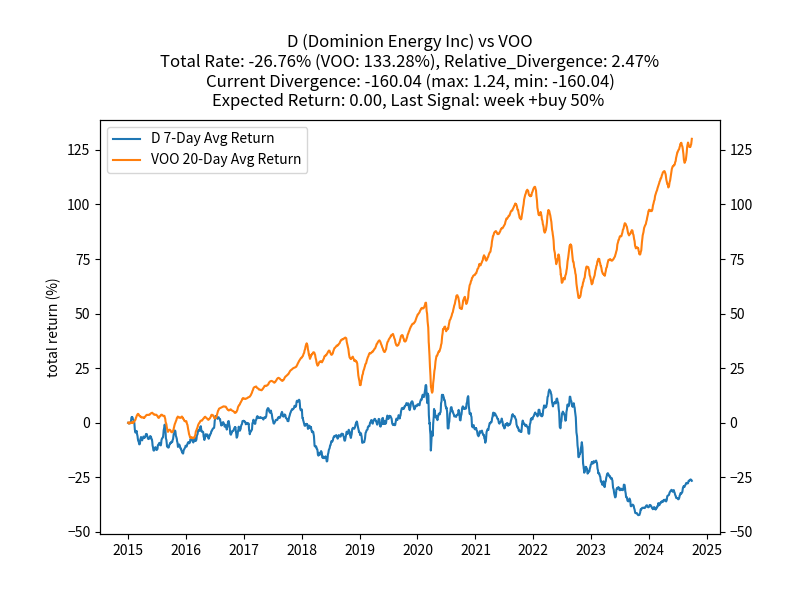 D (Dominion Energy Inc) vs VOO
Total Rate: -26.76% (VOO: 133.28%), Relative_Divergence: 2.47%
Current Divergence: -160.04 (max: 1.24, min: -160.04)
Expected Return: 0.00, Last Signal: week +buy 50%
D 7-Day Avg Return
VOO 20-Day Avg Return
total return (%)
125 125
100 100
75 75
50 50
25 25
0 0
−25 −25
−50 −50
2015 2016 2017 2018 2019 2020 2021 2022 2023 2024 2025